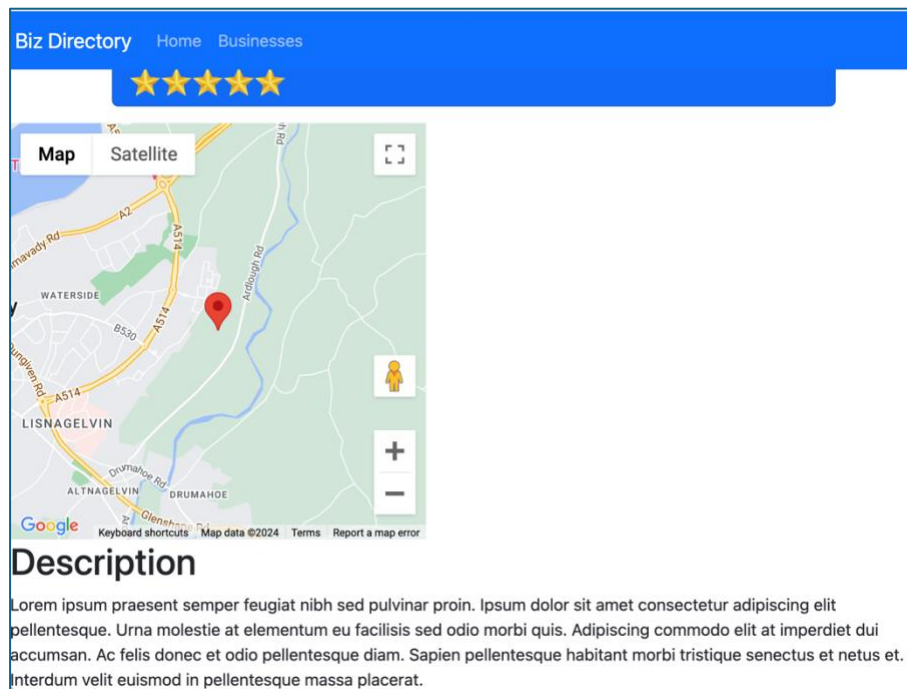 Biz Directory Home Businesses
Map Satellite
Rd
A2
A514
mavady Rd
Ardlough Rd
WATERSIDE
B530
A514
Dungiven Rd
A514
LISNAGELVIN
Drumahoe Rd
ALTNAGELVIN
DRUMAHOE
Glenshane Rd
Google
Keyboard shortcuts Map data ©2024 Terms Report a map error
Description
Lorem ipsum praesent semper feugiat nibh sed pulvinar proin. Ipsum dolor sit amet consectetur adipiscing elit
pellentesque. Urna molestie at elementum eu facilisis sed odio morbi quis. Adipiscing commodo elit at imperdiet dui
accumsan. Ac felis donec et odio pellentesque diam. Sapien pellentesque habitant morbi tristique senectus et netus et.
Interdum velit euismod in pellentesque massa placerat.